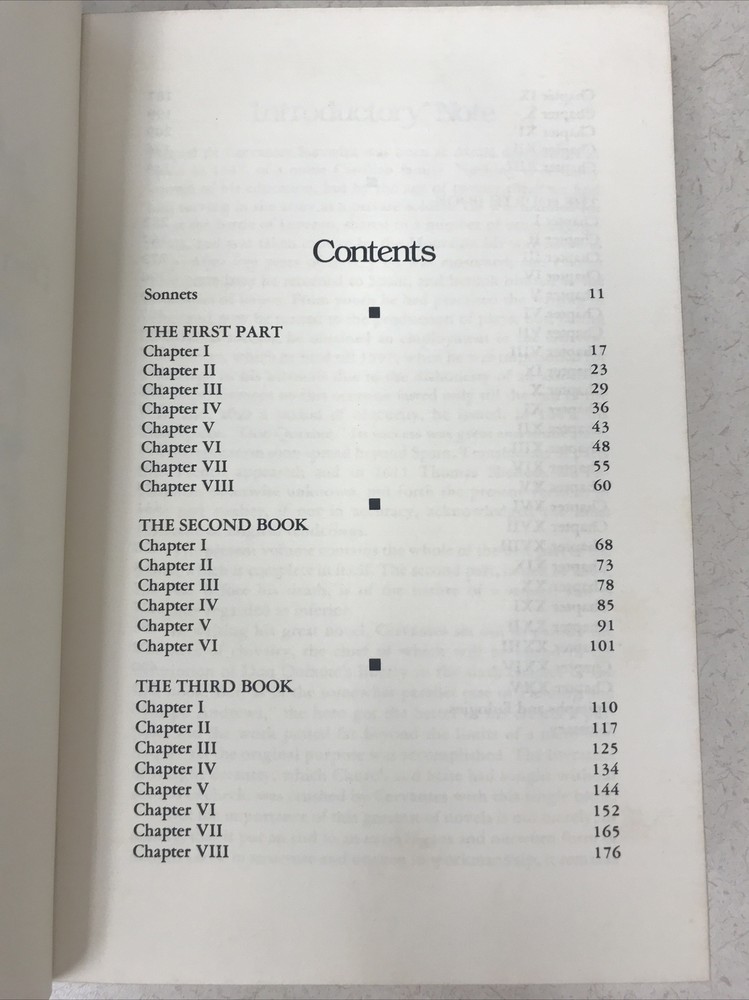 Contents
Sonnets 11
THE FIRST PART
Chapter I 17
Chapter II 23
Chapter III 29
Chapter IV 36
Chapter V 43
Chapter VI 48
Chapter VII 55
Chapter VIII 60
THE SECOND BOOK
Chapter I 68
Chapter II 73
Chapter III 78
Chapter IV 85
Chapter V 91
Chapter VI 101
THE THIRD BOOK
Chapter I 110
Chapter II 117
Chapter III 125
Chapter IV 134
Chapter V 144
Chapter VI 152
Chapter VII 165
Chapter VIII 176